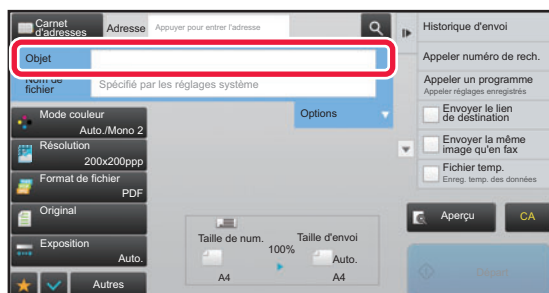 Carnet
d'adresses
Adresse
Appuyer pour entrer l'adresse
Objet
Nom de
fichier
Spécifié par les réglages système
Options
Mode couleur
Auto./Mono 2
Résolution
200x200ppp
Format de fichier
PDF
Original
Exposition
Auto.
Autres
Taille de num.
100%
Taille d'envoi
Auto.
A4
A4
Historique d'envoi
Appeler numéro de rech.
Appeler un programme
Appeler réglages enregistrés
Envoyer le lien
de destination
Envoyer la même
image qu'en fax
Fichier temp.
Enreg. temp. des données
Aperçu
CA
Départ